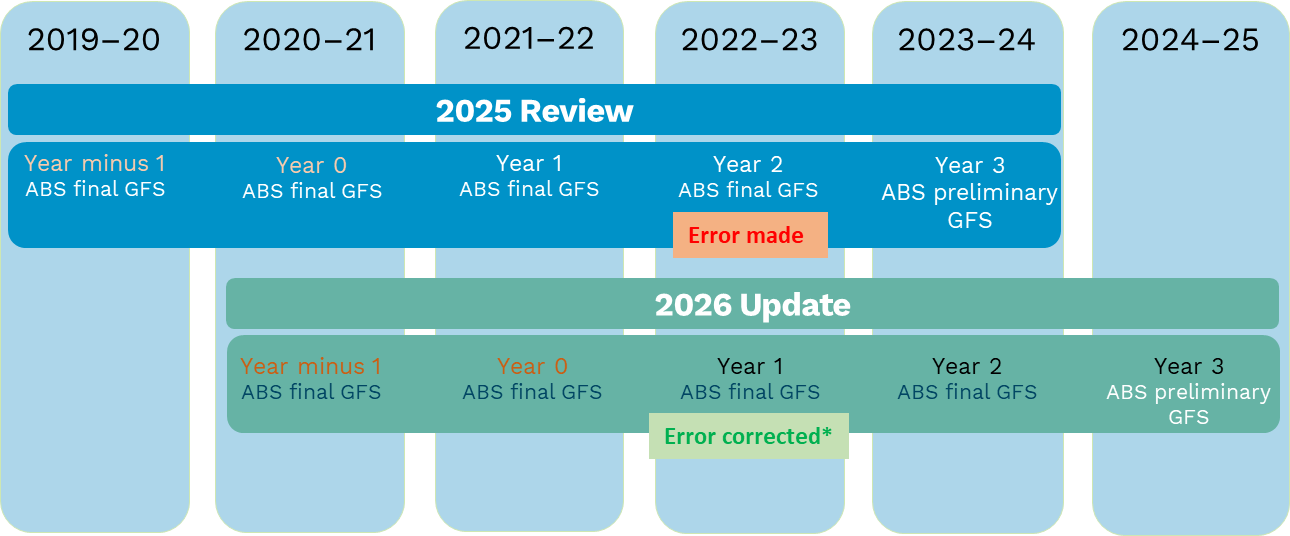 2019–20 2020–21 2021–22 2022–23 2023–24 2024–25
2025 Review
Year minus 1 Year 0 Year 1 Year 2 Year 3
ABS final GFS ABS final GFS ABS final GFS ABS final GFS ABS preliminary
GFS
Error made
2026 Update
Year minus 1 Year 0 Year 1 Year 2 Year 3
ABS final GFS ABS final GFS ABS final GFS ABS final GFS ABS preliminary
GFS
Error corrected*